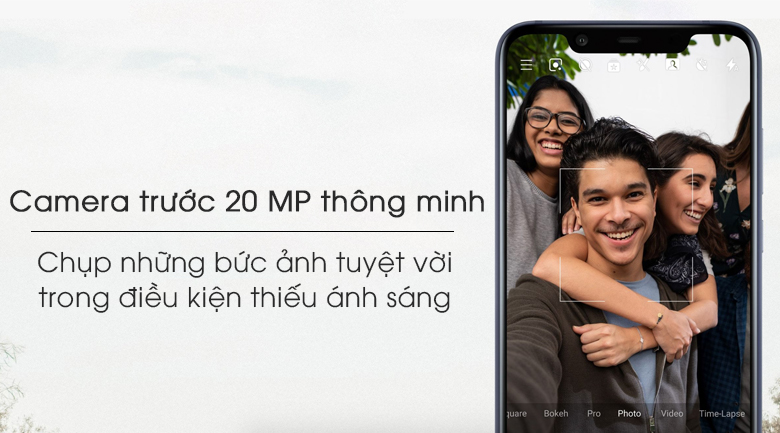 Camera trước 20 MP thông minh
Chụp những bức ảnh tuyệt vời
trong điều kiện thiếu ánh sáng
quare Bokeh Pro Photo Video Time-Lapse